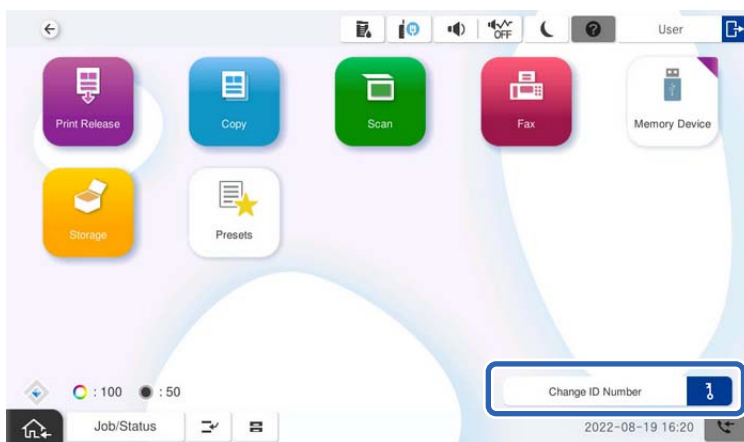 OFF
User
Print Release
Copy
Scan
Fax
Memory Device
Storage
Presets
: 100
: 50
Change ID Number
Job/Status
2022-08-19 16:20